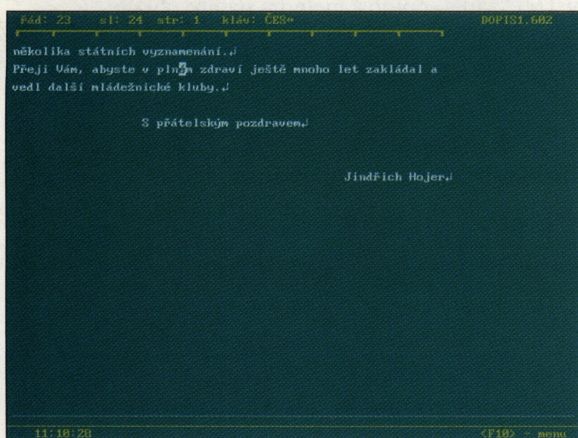 řád: 23 sl: 24 str: 1 kláv: ČES» DOPIS1.602
několika státních vyznamenání.↲
Přeji Vám, abyste v plném zdraví ještě mnoho let zakládal a
vedl další mládežnické kluby.↲
S přátelským pozdravem↲
Jindřich Hojer↲
11:10:28 <F10> - menu